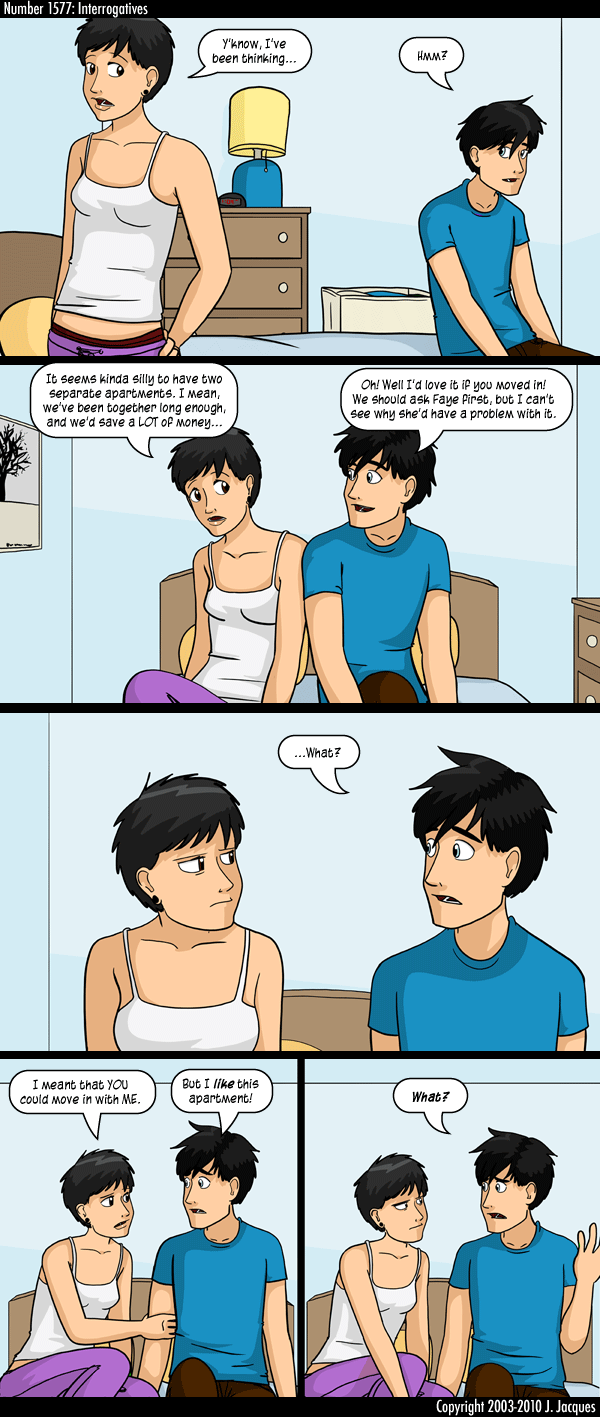 Number 1577: Interrogatives
Y'know, I've
been thinking...
Hmm?
It seems kinda silly to have two
separate apartments. I mean,
we've been together long enough,
and we'd save a LOT of money...
Oh! Well I'd love it if you moved in!
We should ask Faye first, but I can't
see why she'd have a problem with it.
...What?
I meant that YOU
could move in with ME.
But I like this
apartment!
What?
Copyright 2003-2010 J. Jacques